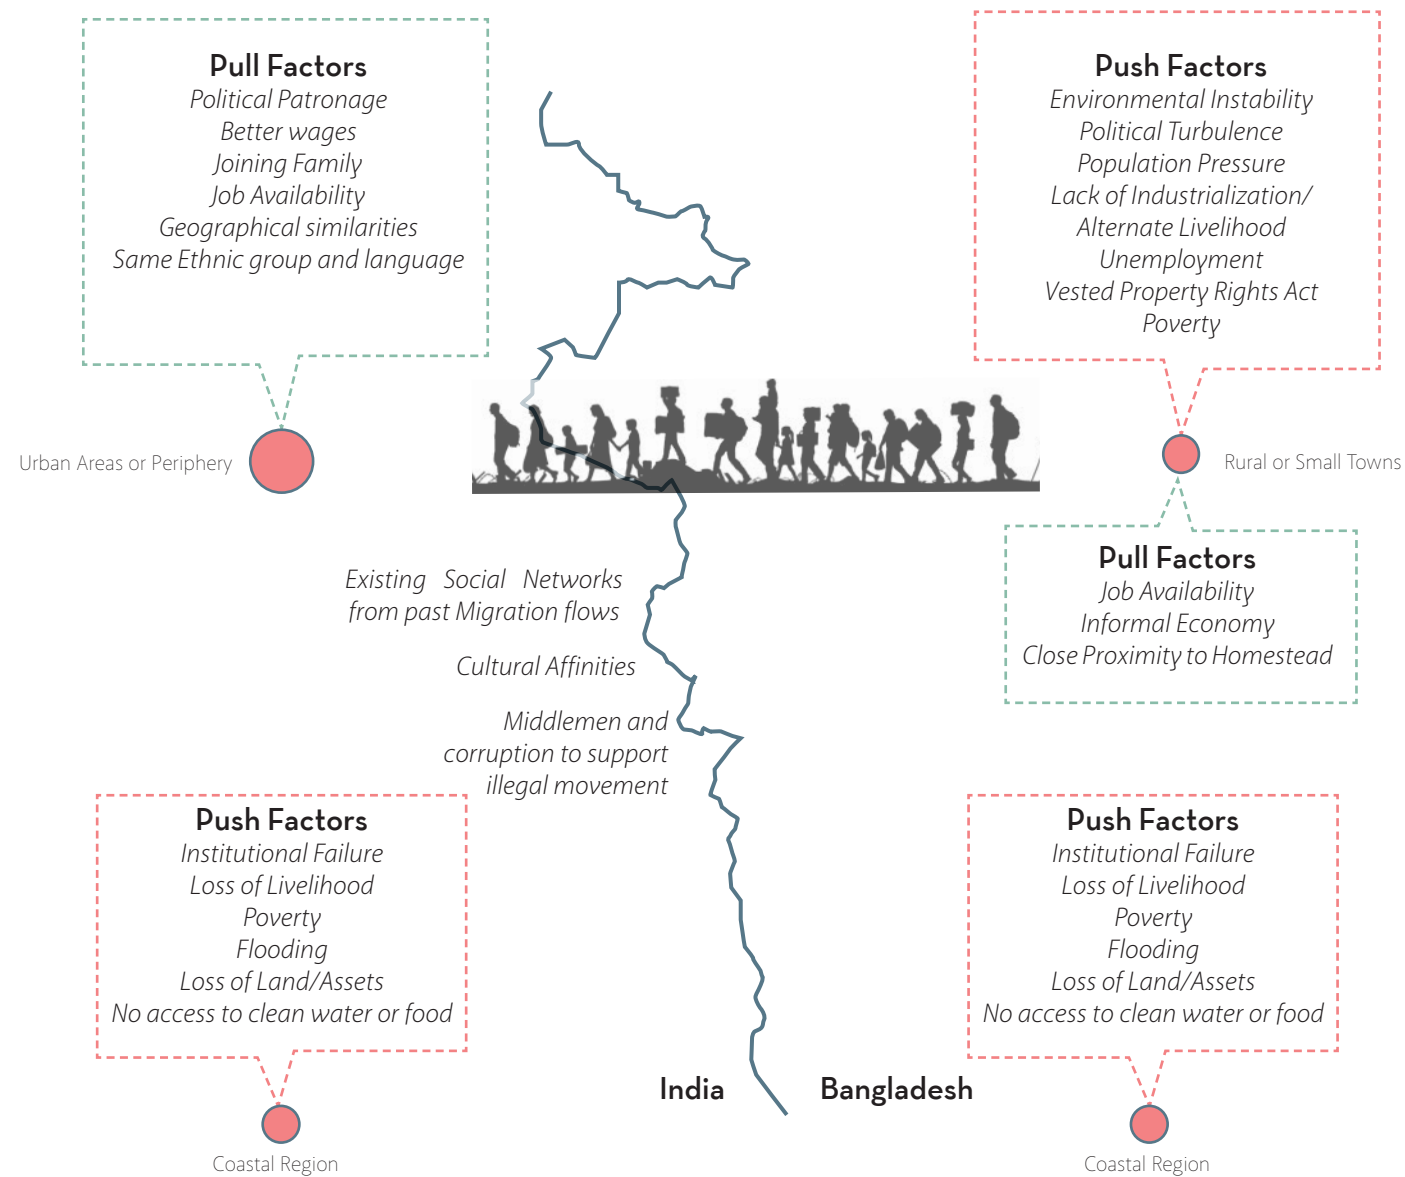 Pull Factors
Political Patronage
Better wages
Joining Family
Job Availability
Geographical similarities
Same Ethnic group and language
Urban Areas or Periphery
Push Factors
Environmental Instability
Political Turbulence
Population Pressure
Lack of Industrialization/
Alternate Livelihood
Unemployment
Vested Property Rights Act
Poverty
Rural or Small Towns
Pull Factors
Job Availability
Informal Economy
Close Proximity to Homestead
Existing Social Networks
from past Migration flows
Cultural Affinities
Middlemen and
corruption to support
illegal movement
Push Factors
Institutional Failure
Loss of Livelihood
Poverty
Flooding
Loss of Land/Assets
No access to clean water or food
Coastal Region
Push Factors
Institutional Failure
Loss of Livelihood
Poverty
Flooding
Loss of Land/Assets
No access to clean water or food
Coastal Region
India
Bangladesh